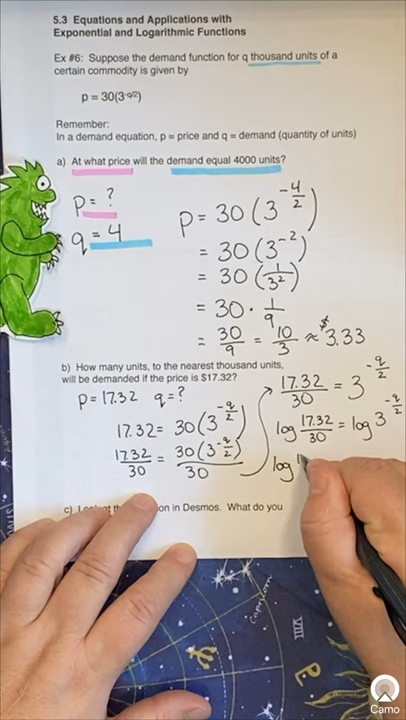 5.3 Equations and Applications with
Exponential and Logarithmic Functions
Ex #6: Suppose the demand function for q thousand units of a
certain commodity is given by
p = 30(3^-q/2)
Remember:
In a demand equation, p = price and q = demand (quantity of units)
a) At what price will the demand equal 4000 units?
p = ?
q = 4
p = 30 (3^-4/2)
= 30 (3^-2)
= 30 (1/3^2)
= 30 · 1/9
= 30/9 = 10/3 ≈ $3.33
b) How many units, to the nearest thousand units,
will be demanded if the price is $17.32?
p = 17.32 q = ?
17.32 = 30 (3^-q/2)
17.32/30 = 30 (3^-q/2)/30
17.32/30 = 3^-q/2
log 17.32/30 = log 3^-q/2
log
c) on in Desmos. What do you
Capricorn
VIII
Camo